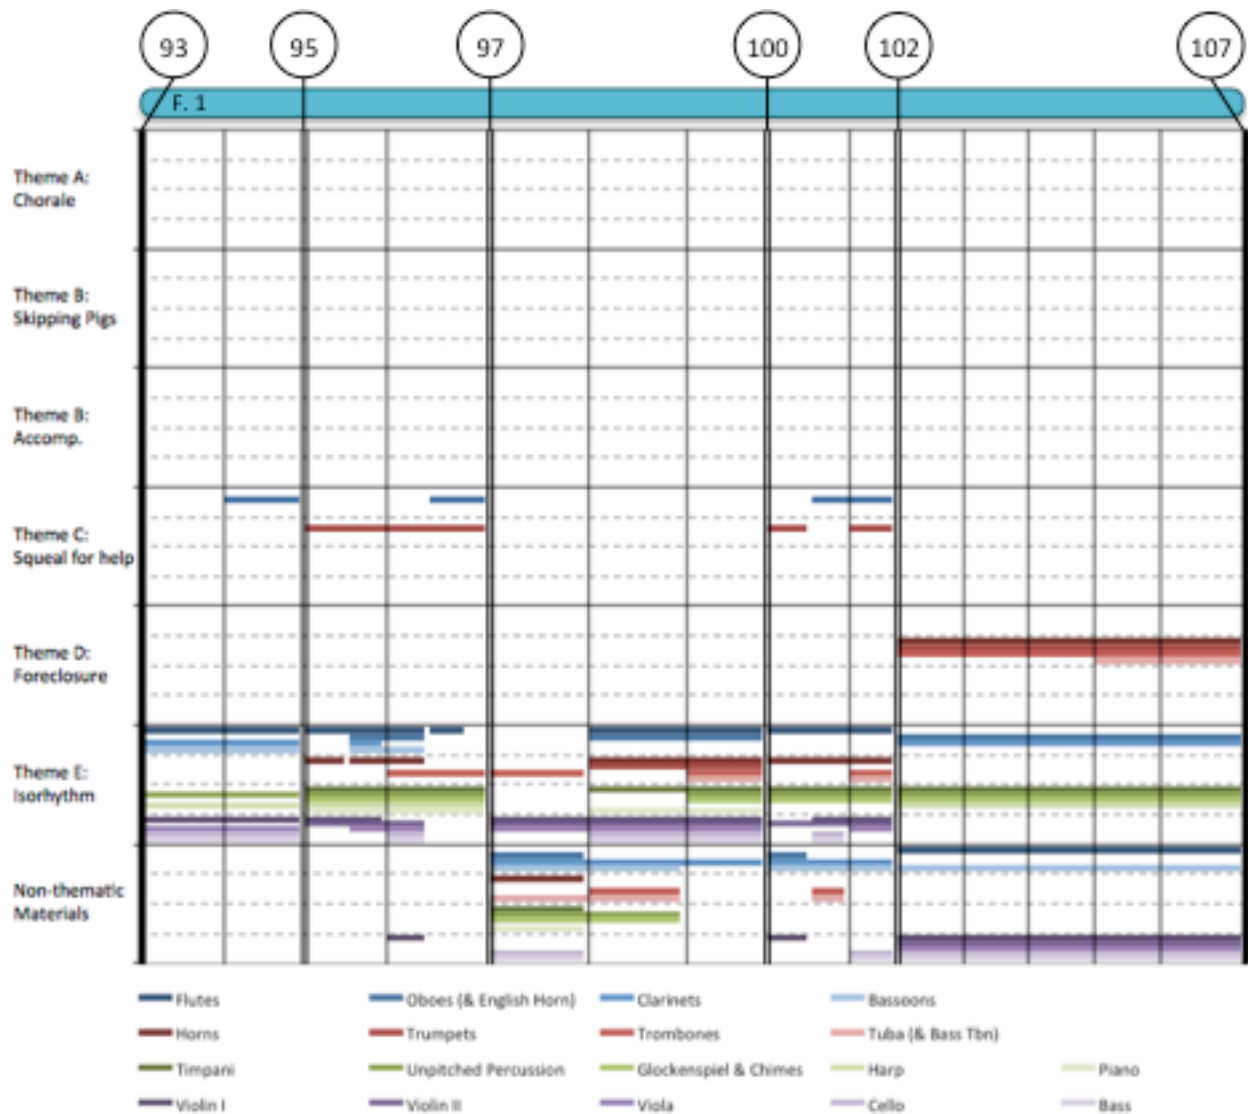 93 95 97 100 102 107
F. 1
Theme A:
Chorale
Theme B:
Skipping Pigs
Theme B:
Accomp.
Theme C:
Squeal for help
Theme D:
Foreclosure
Theme E:
Isorhythm
Non-thematic
Materials
Flutes Oboes (& English Horn) Clarinets Bassoons
Horns Trumpets Trombones Tuba (& Bass Tbn)
Timpani Unpitched Percussion Glockenspiel & Chimes Harp Piano
Violin I Violin II Viola Cello Bass